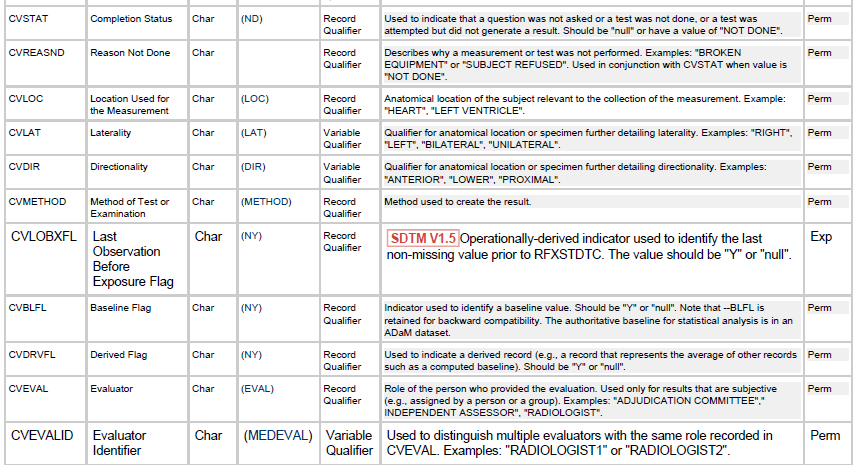 CVSTAT Completion Status Char (ND) Record Qualifier Used to indicate that a question was not asked or a test was not done, or a test was Perm
attempted but did not generate a result. Should be "null" or have a value of "NOT DONE".
CVREASND Reason Not Done Char Record Qualifier Describes why a measurement or test was not performed. Examples: "BROKEN Perm
EQUIPMENT" or "SUBJECT REFUSED". Used in conjunction with CVSTAT when value is
"NOT DONE".
CVLOC Location Used for the Measurement Char (LOC) Record Qualifier Anatomical location of the subject relevant to the collection of the measurement. Example: Perm
"HEART", "LEFT VENTRICLE".
CVLAT Laterality Char (LAT) Variable Qualifier Qualifier for anatomical location or specimen further detailing laterality. Examples: "RIGHT", Perm
"LEFT", "BILATERAL", "UNILATERAL".
CVDIR Directionality Char (DIR) Variable Qualifier Qualifier for anatomical location or specimen further detailing directionality. Examples: Perm
"ANTERIOR", "LOWER", "PROXIMAL".
CVMETHOD Method of Test or Examination Char (METHOD) Record Qualifier Method used to create the result. Perm
CVLOBXFL Last Observation Before Exposure Flag Char (NY) Record Qualifier SDTM V1.5 Operationally-derived indicator used to identify the last Exp
non-missing value prior to RFXSTDTC. The value should be "Y" or "null".
CVBLFL Baseline Flag Char (NY) Record Qualifier Indicator used to identify a baseline value. Should be "Y" or "null". Note that --BLFL is Perm
retained for backward compatibility. The authoritative baseline for statistical analysis is in an
ADaM dataset.
CVDRVFL Derived Flag Char (NY) Record Qualifier Used to indicate a derived record (e.g., a record that represents the average of other records Perm
such as a computed baseline). Should be "Y" or "null".
CVEVAL Evaluator Char (EVAL) Record Qualifier Role of the person who provided the evaluation. Used only for results that are subjective Perm
(e.g., assigned by a person or a group). Examples: "ADJUDICATION COMMITTEE","
INDEPENDENT ASSESSOR", "RADIOLOGIST".
CVEVALID Evaluator Identifier Char (MEDEVAL) Variable Qualifier Used to distinguish multiple evaluators with the same role recorded in Perm
CVEVAL. Examples: "RADIOLOGIST1" or "RADIOLOGIST2".